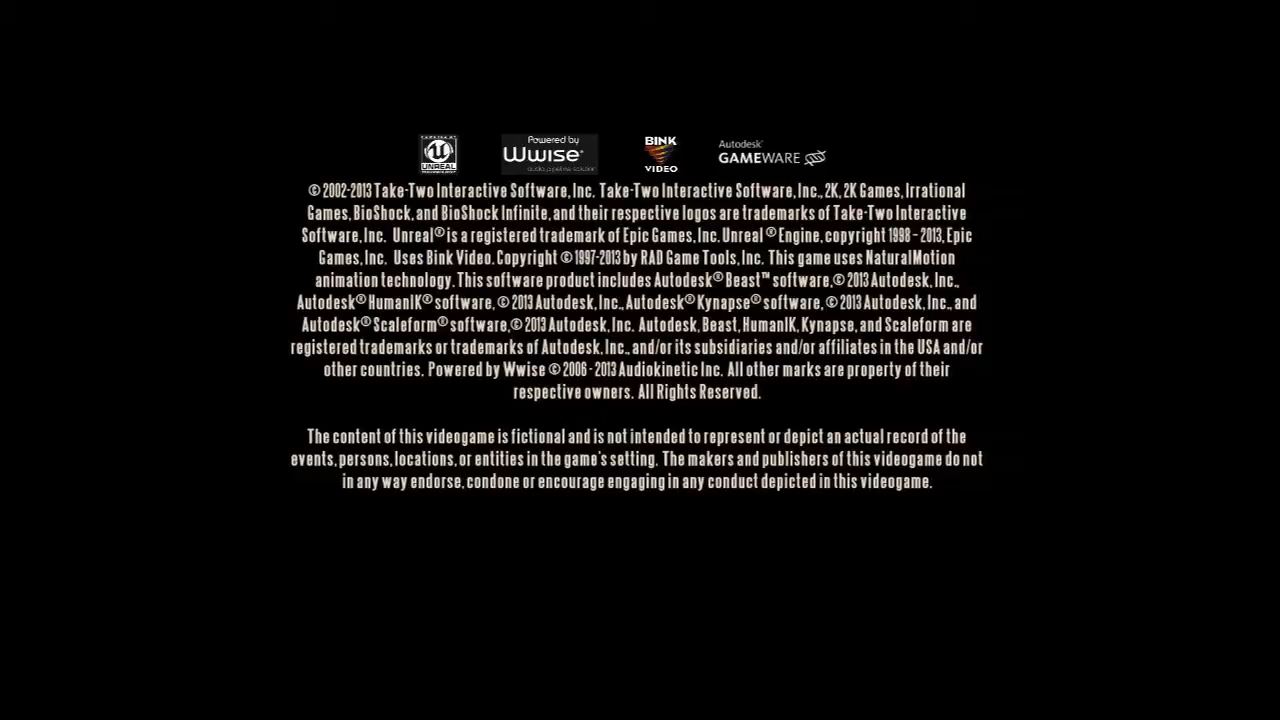 UNREAL
Powered by
Wwise
audio pipeline solution
BINK
VIDEO
Autodesk®
GAMEWARE
© 2002-2013 Take-Two Interactive Software, Inc. Take-Two Interactive Software, Inc., 2K, 2K Games, Irrational
Games, BioShock, and BioShock Infinite, and their respective logos are trademarks of Take-Two Interactive
Software, Inc. Unreal® is a registered trademark of Epic Games, Inc. Unreal ® Engine, copyright 1998 – 2013, Epic
Games, Inc. Uses Bink Video. Copyright © 1997-2013 by RAD Game Tools, Inc. This game uses NaturalMotion
animation technology. This software product includes Autodesk® Beast™ software,© 2013 Autodesk, Inc.,
Autodesk® HumanIK® software, © 2013 Autodesk, Inc., Autodesk® Kynapse® software, © 2013 Autodesk, Inc., and
Autodesk® Scaleform® software,© 2013 Autodesk, Inc. Autodesk, Beast, HumanIK, Kynapse, and Scaleform are
registered trademarks or trademarks of Autodesk, Inc., and/or its subsidiaries and/or affiliates in the USA and/or
other countries. Powered by Wwise © 2006 - 2013 Audiokinetic Inc. All other marks are property of their
respective owners. All Rights Reserved.
The content of this videogame is fictional and is not intended to represent or depict an actual record of the
events, persons, locations, or entities in the game's setting. The makers and publishers of this videogame do not
in any way endorse, condone or encourage engaging in any conduct depicted in this videogame.